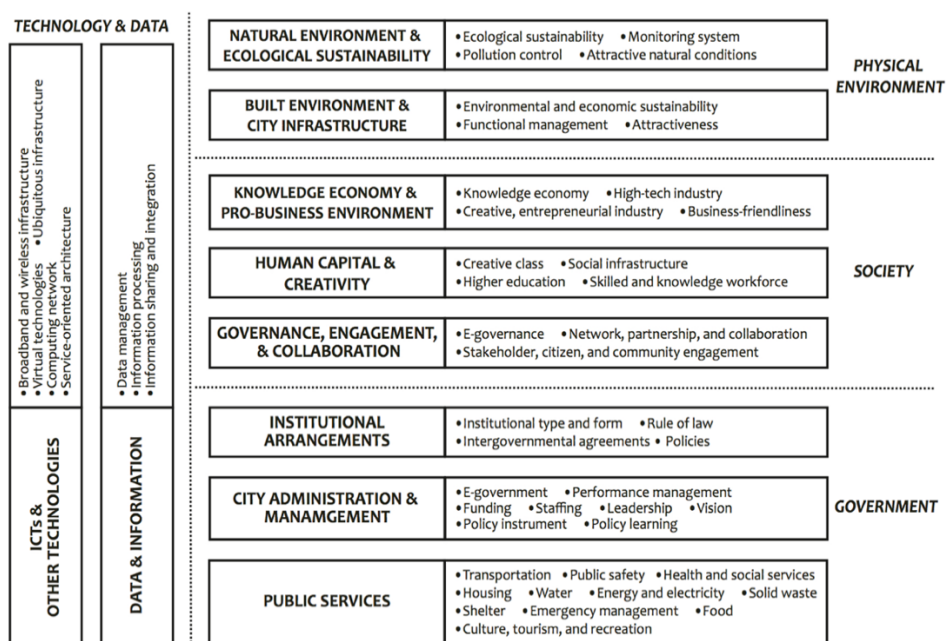 TECHNOLOGY & DATA
• Broadband and wireless infrastructure
• Virtual technologies • Ubiquitous infrastructure
• Computing network
• Service-oriented architecture
ICTs &
OTHER TECHNOLOGIES
• Data management
• Information processing
• Information sharing and integration
DATA & INFORMATION
NATURAL ENVIRONMENT &
ECOLOGICAL SUSTAINABILITY
• Ecological sustainability • Monitoring system
• Pollution control • Attractive natural conditions
BUILT ENVIRONMENT &
CITY INFRASTRUCTURE
• Environmental and economic sustainability
• Functional management • Attractiveness
PHYSICAL
ENVIRONMENT
KNOWLEDGE ECONOMY &
PRO-BUSINESS ENVIRONMENT
• Knowledge economy • High-tech industry
• Creative, entrepreneurial industry • Business-friendliness
HUMAN CAPITAL &
CREATIVITY
• Creative class • Social infrastructure
• Higher education • Skilled and knowledge workforce
GOVERNANCE, ENGAGEMENT,
& COLLABORATION
• E-governance • Network, partnership, and collaboration
• Stakeholder, citizen, and community engagement
SOCIETY
INSTITUTIONAL
ARRANGEMENTS
• Institutional type and form • Rule of law
• Intergovernmental agreements • Policies
CITY ADMINISTRATION &
MANAMGEMENT
• E-government • Performance management
• Funding • Staffing • Leadership • Vision
• Policy instrument • Policy learning
PUBLIC SERVICES
• Transportation • Public safety • Health and social services
• Housing • Water • Energy and electricity • Solid waste
• Shelter • Emergency management • Food
• Culture, tourism, and recreation
GOVERNMENT